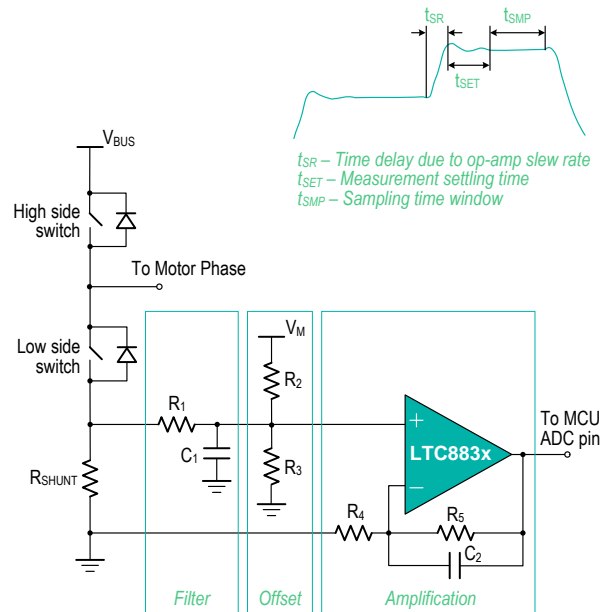 tSR
tSMP
tSET
tSR – Time delay due to op-amp slew rate
tSET – Measurement settling time
tSMP – Sampling time window
VBUS
High side
switch
To Motor Phase
Low side
switch
VM
R2
R1
C1
R3
RSHUNT
+
LTC883x
−
To MCU
ADC pin
R4
R5
C2
Filter
Offset
Amplification